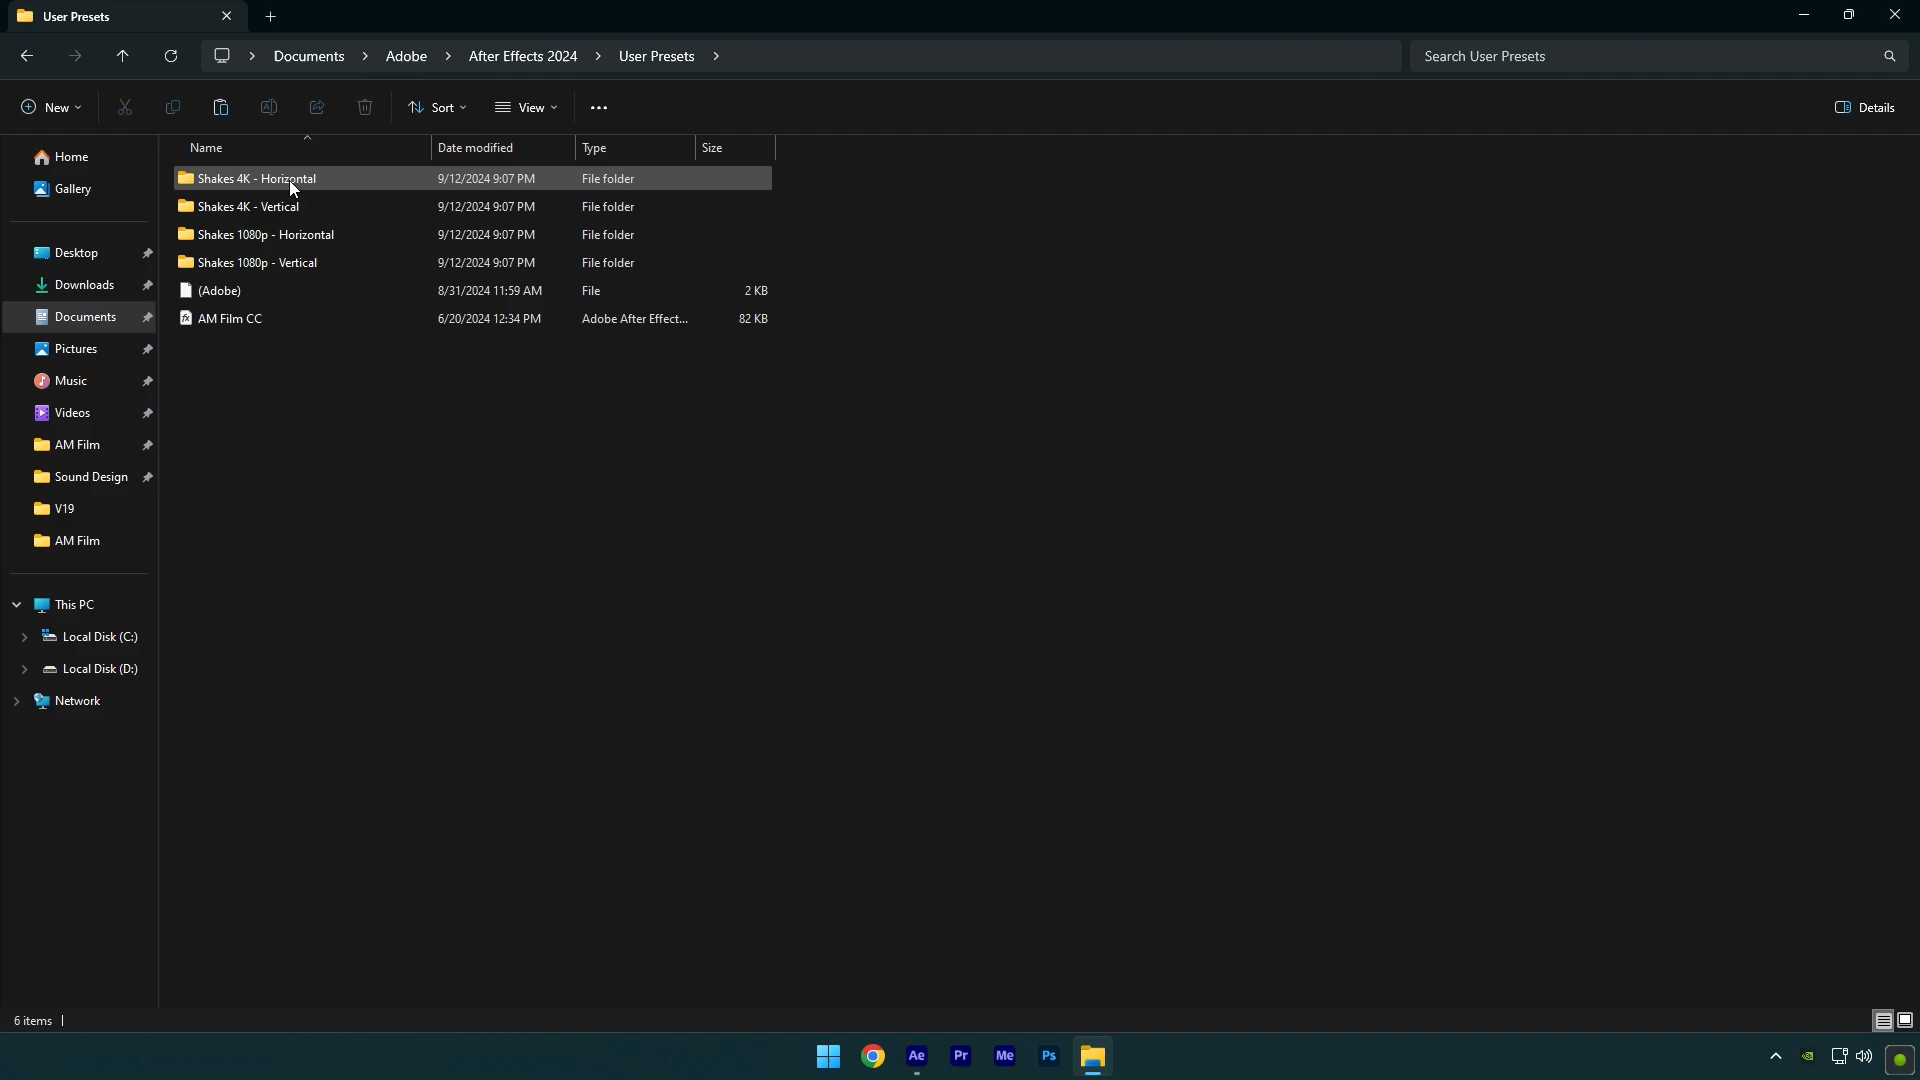 User Presets
Documents > Adobe > After Effects 2024 > User Presets >
Search User Presets
New
Sort
View
Details
Name Date modified Type Size
Shakes 4K - Horizontal 9/12/2024 9:07 PM File folder
Shakes 4K - Vertical 9/12/2024 9:07 PM File folder
Shakes 1080p - Horizontal 9/12/2024 9:07 PM File folder
Shakes 1080p - Vertical 9/12/2024 9:07 PM File folder
(Adobe) 8/31/2024 11:59 AM File 2 KB
AM Film CC 6/20/2024 12:34 PM Adobe After Effect... 82 KB
Home
Gallery
Desktop
Downloads
Documents
Pictures
Music
Videos
AM Film
Sound Design
V19
AM Film
This PC
Local Disk (C:)
Local Disk (D:)
Network
6 items
Ae Pr Me Ps